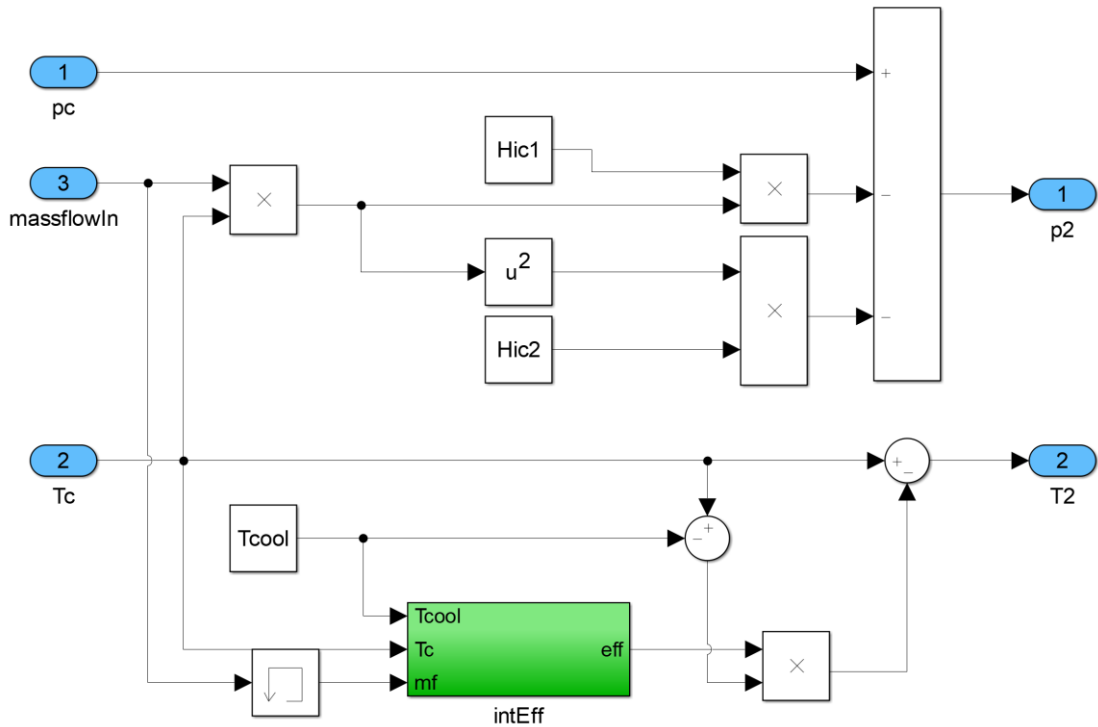 1
pc
+
Hic1
3
massflowIn
×
×
−
1
p2
u²
×
Hic2
−
2
Tc
+
−
2
T2
Tcool
−
+
Tcool
Tc
eff
mf
×
intEff